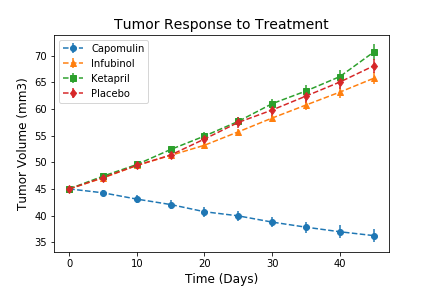 Tumor Response to Treatment
Capomulin
Infubinol
Ketapril
Placebo
Tumor Volume (mm3)
70
65
60
55
50
45
40
35
0
10
20
30
40
Time (Days)